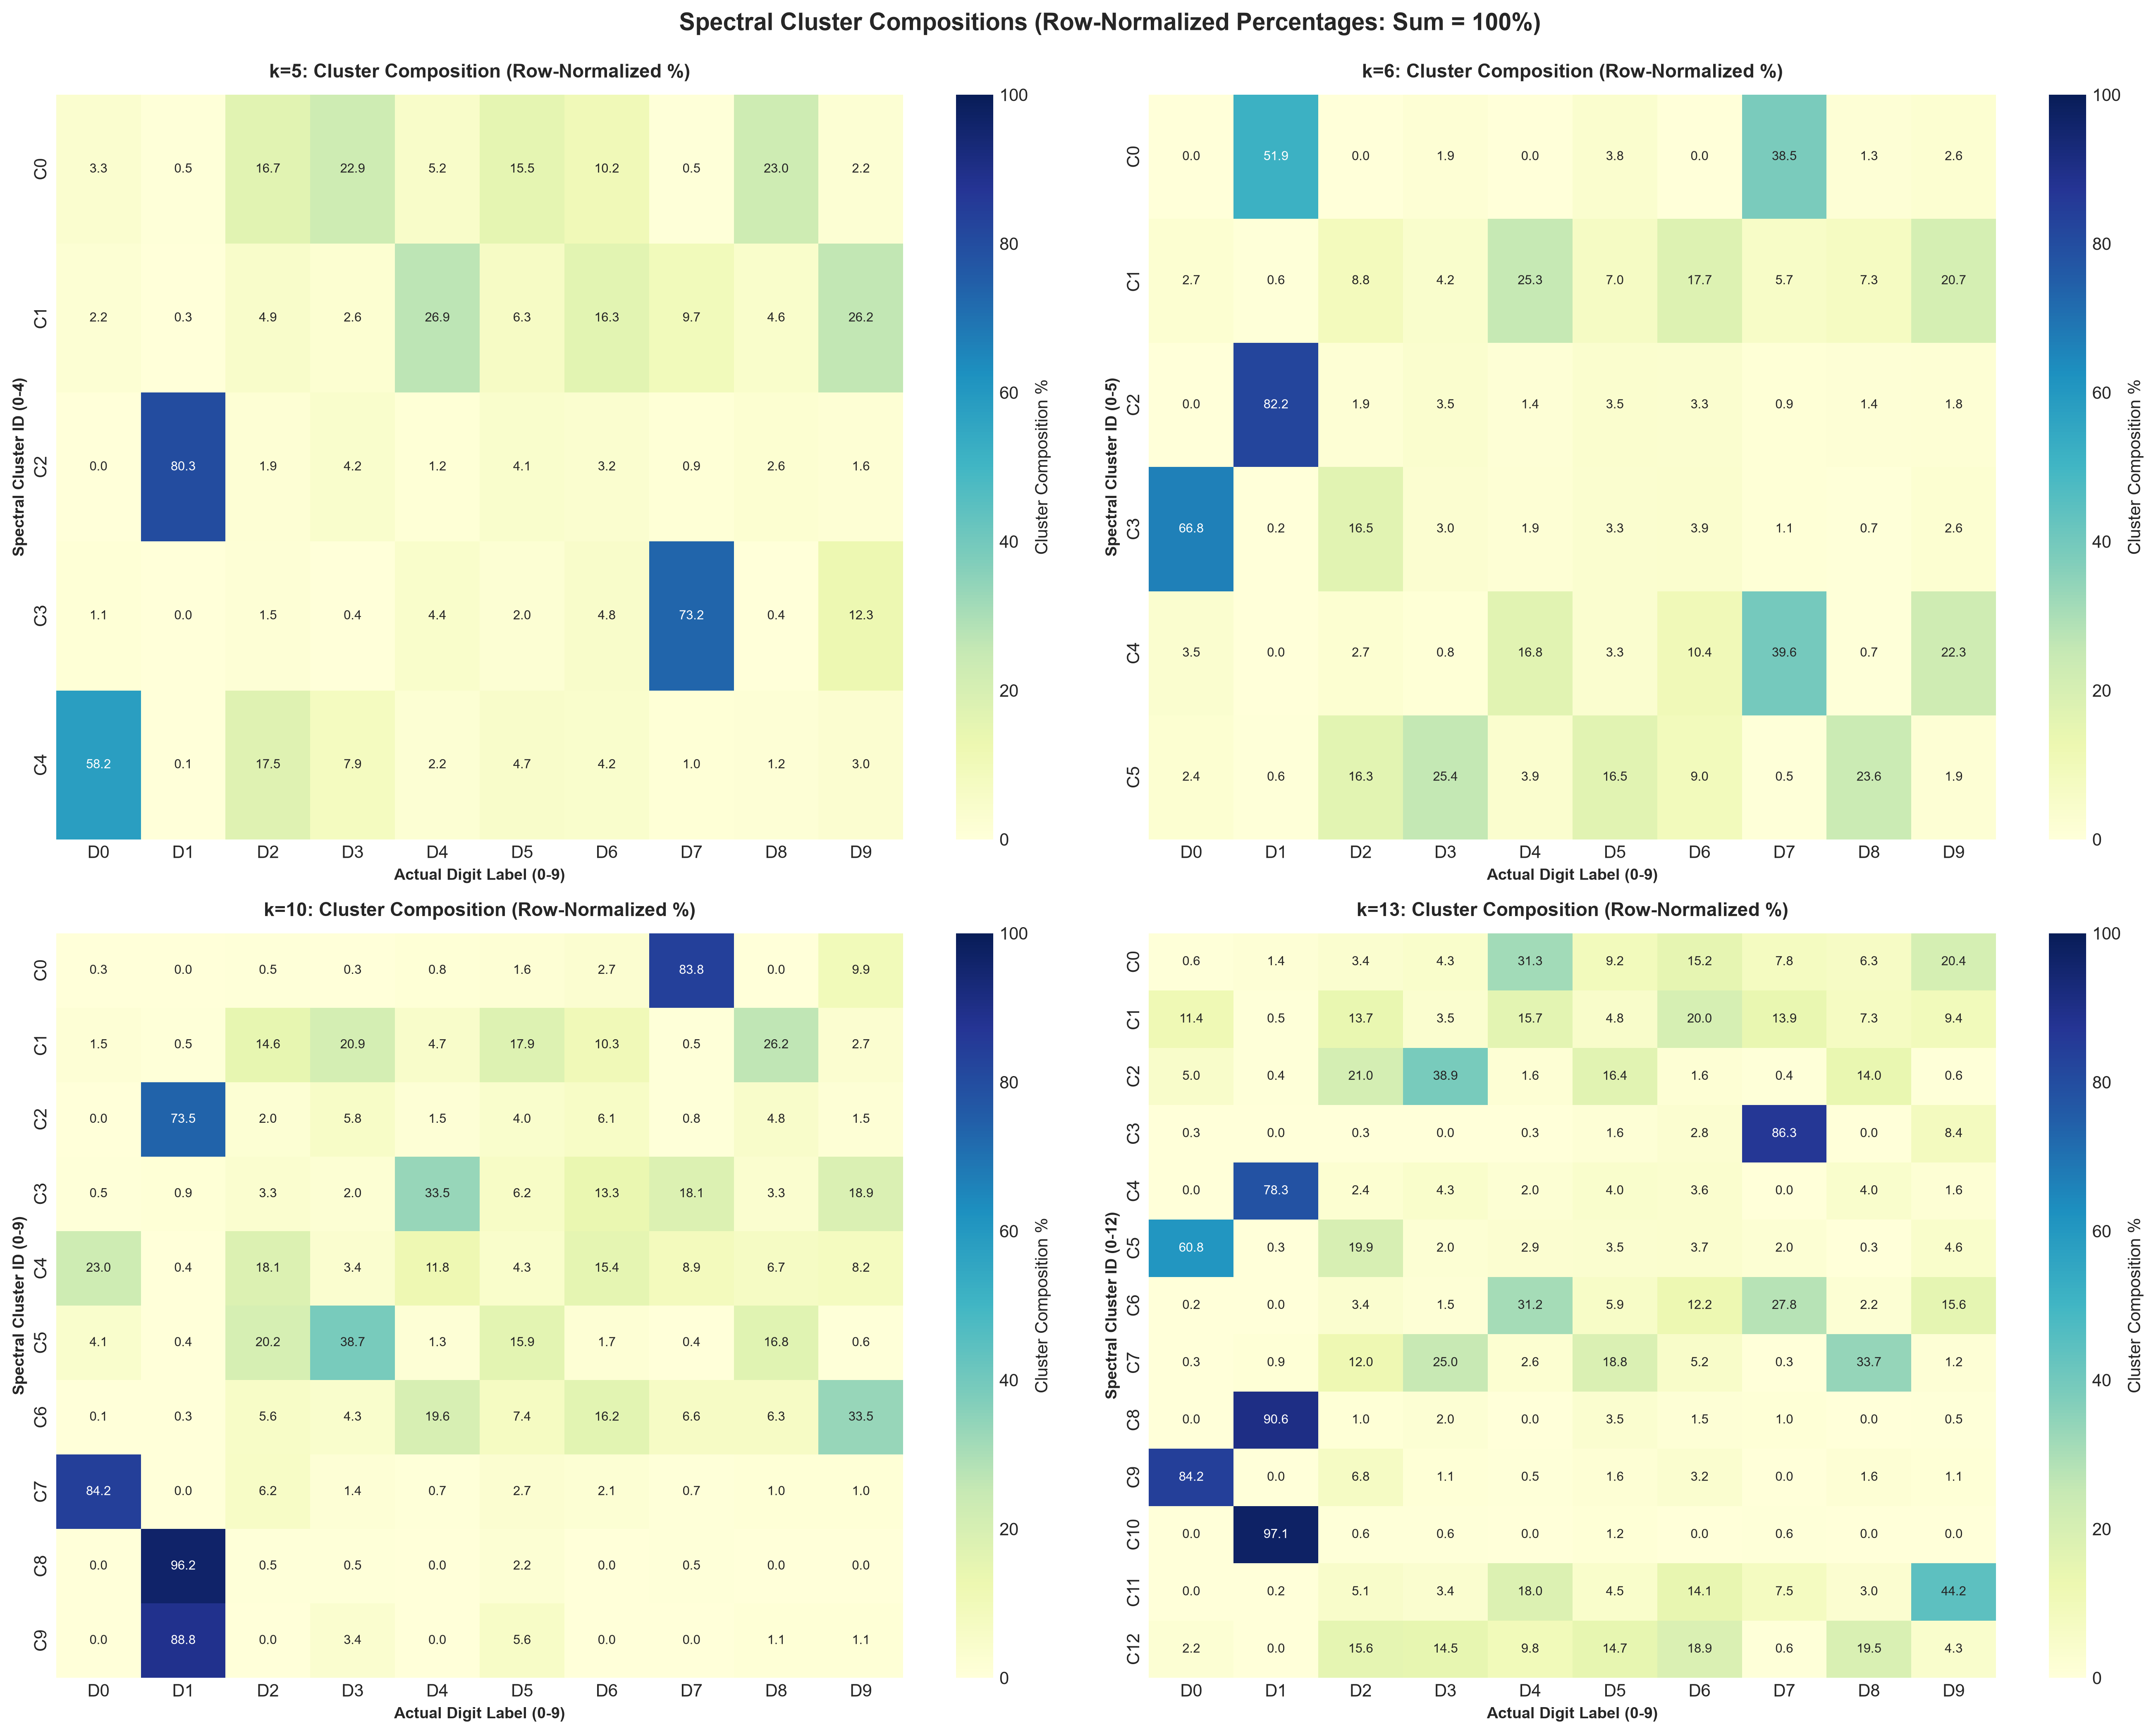 Spectral Cluster Compositions (Row-Normalized Percentages: Sum = 100%)
k=5: Cluster Composition (Row-Normalized %)
Spectral Cluster ID (0-4)
C0 3.3 0.5 16.7 22.9 5.2 15.5 10.2 0.5 23.0 2.2
C1 2.2 0.3 4.9 2.6 26.9 6.3 16.3 9.7 4.6 26.2
C2 0.0 80.3 1.9 4.2 1.2 4.1 3.2 0.9 2.6 1.6
C3 1.1 0.0 1.5 0.4 4.4 2.0 4.8 73.2 0.4 12.3
C4 58.2 0.1 17.5 7.9 2.2 4.7 4.2 1.0 1.2 3.0
D0 D1 D2 D3 D4 D5 D6 D7 D8 D9
Actual Digit Label (0-9)
100
80
60
40
20
0
Cluster Composition %
k=6: Cluster Composition (Row-Normalized %)
Spectral Cluster ID (0-5)
C0 0.0 51.9 0.0 1.9 0.0 3.8 0.0 38.5 1.3 2.6
C1 2.7 0.6 8.8 4.2 25.3 7.0 17.7 5.7 7.3 20.7
C2 0.0 82.2 1.9 3.5 1.4 3.5 3.3 0.9 1.4 1.8
C3 66.8 0.2 16.5 3.0 1.9 3.3 3.9 1.1 0.7 2.6
C4 3.5 0.0 2.7 0.8 16.8 3.3 10.4 39.6 0.7 22.3
C5 2.4 0.6 16.3 25.4 3.9 16.5 9.0 0.5 23.6 1.9
D0 D1 D2 D3 D4 D5 D6 D7 D8 D9
Actual Digit Label (0-9)
100
80
60
40
20
0
Cluster Composition %
k=10: Cluster Composition (Row-Normalized %)
Spectral Cluster ID (0-9)
C0 0.3 0.0 0.5 0.3 0.8 1.6 2.7 83.8 0.0 9.9
C1 1.5 0.5 14.6 20.9 4.7 17.9 10.3 0.5 26.2 2.7
C2 0.0 73.5 2.0 5.8 1.5 4.0 6.1 0.8 4.8 1.5
C3 0.5 0.9 3.3 2.0 33.5 6.2 13.3 18.1 3.3 18.9
C4 23.0 0.4 18.1 3.4 11.8 4.3 15.4 8.9 6.7 8.2
C5 4.1 0.4 20.2 38.7 1.3 15.9 1.7 0.4 16.8 0.6
C6 0.1 0.3 5.6 4.3 19.6 7.4 16.2 6.6 6.3 33.5
C7 84.2 0.0 6.2 1.4 0.7 2.7 2.1 0.7 1.0 1.0
C8 0.0 96.2 0.5 0.5 0.0 2.2 0.0 0.5 0.0 0.0
C9 0.0 88.8 0.0 3.4 0.0 5.6 0.0 0.0 1.1 1.1
D0 D1 D2 D3 D4 D5 D6 D7 D8 D9
Actual Digit Label (0-9)
100
80
60
40
20
0
Cluster Composition %
k=13: Cluster Composition (Row-Normalized %)
Spectral Cluster ID (0-12)
C0 0.6 1.4 3.4 4.3 31.3 9.2 15.2 7.8 6.3 20.4
C1 11.4 0.5 13.7 3.5 15.7 4.8 20.0 13.9 7.3 9.4
C2 5.0 0.4 21.0 38.9 1.6 16.4 1.6 0.4 14.0 0.6
C3 0.3 0.0 0.3 0.0 0.3 1.6 2.8 86.3 0.0 8.4
C4 0.0 78.3 2.4 4.3 2.0 4.0 3.6 0.0 4.0 1.6
C5 60.8 0.3 19.9 2.0 2.9 3.5 3.7 2.0 0.3 4.6
C6 0.2 0.0 3.4 1.5 31.2 5.9 12.2 27.8 2.2 15.6
C7 0.3 0.9 12.0 25.0 2.6 18.8 5.2 0.3 33.7 1.2
C8 0.0 90.6 1.0 2.0 0.0 3.5 1.5 1.0 0.0 0.5
C9 84.2 0.0 6.8 1.1 0.5 1.6 3.2 0.0 1.6 1.1
C10 0.0 97.1 0.6 0.6 0.0 1.2 0.0 0.6 0.0 0.0
C11 0.0 0.2 5.1 3.4 18.0 4.5 14.1 7.5 3.0 44.2
C12 2.2 0.0 15.6 14.5 9.8 14.7 18.9 0.6 19.5 4.3
D0 D1 D2 D3 D4 D5 D6 D7 D8 D9
Actual Digit Label (0-9)
100
80
60
40
20
0
Cluster Composition %